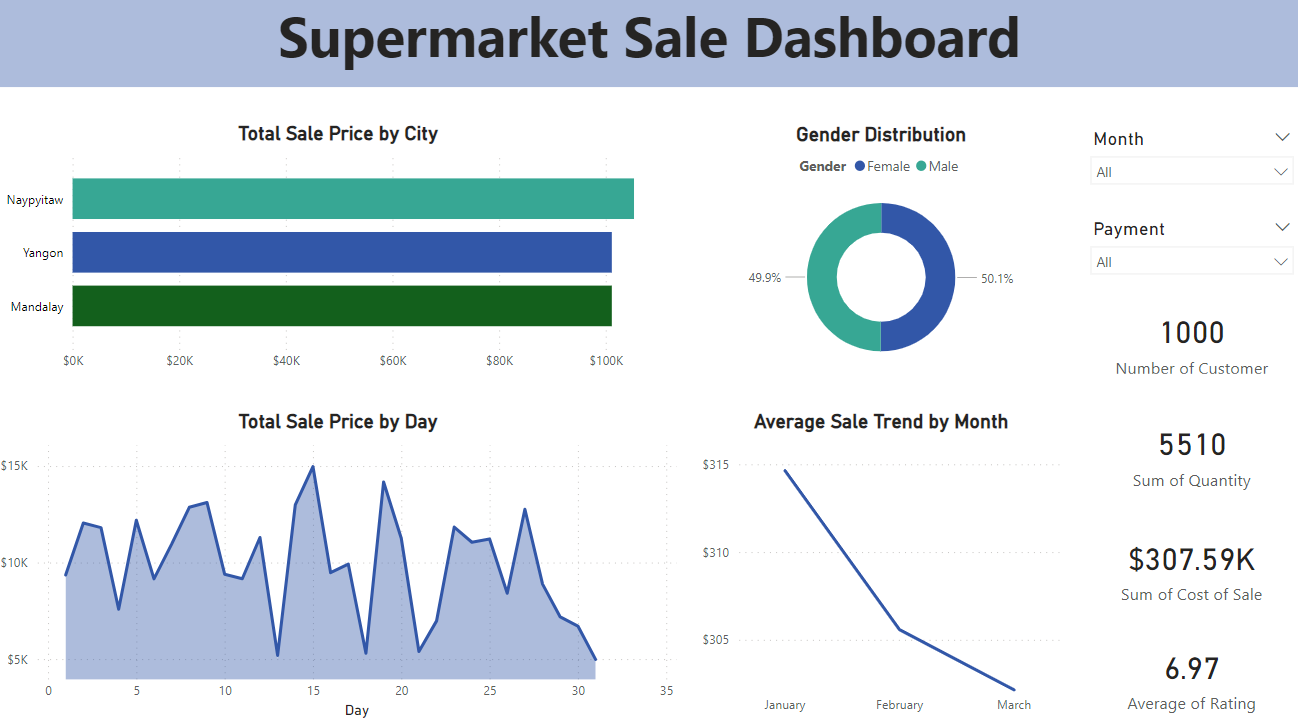 Supermarket Sale Dashboard
Total Sale Price by City
Naypyitaw
Yangon
Mandalay
$0K $20K $40K $60K $80K $100K
Gender Distribution
Gender Female Male
49.9%
50.1%
Month
All
Payment
All
1000
Number of Customer
5510
Sum of Quantity
$307.59K
Sum of Cost of Sale
6.97
Average of Rating
Total Sale Price by Day
$15K
$10K
$5K
0 5 10 15 20 25 30 35
Day
Average Sale Trend by Month
$315
$310
$305
January February March